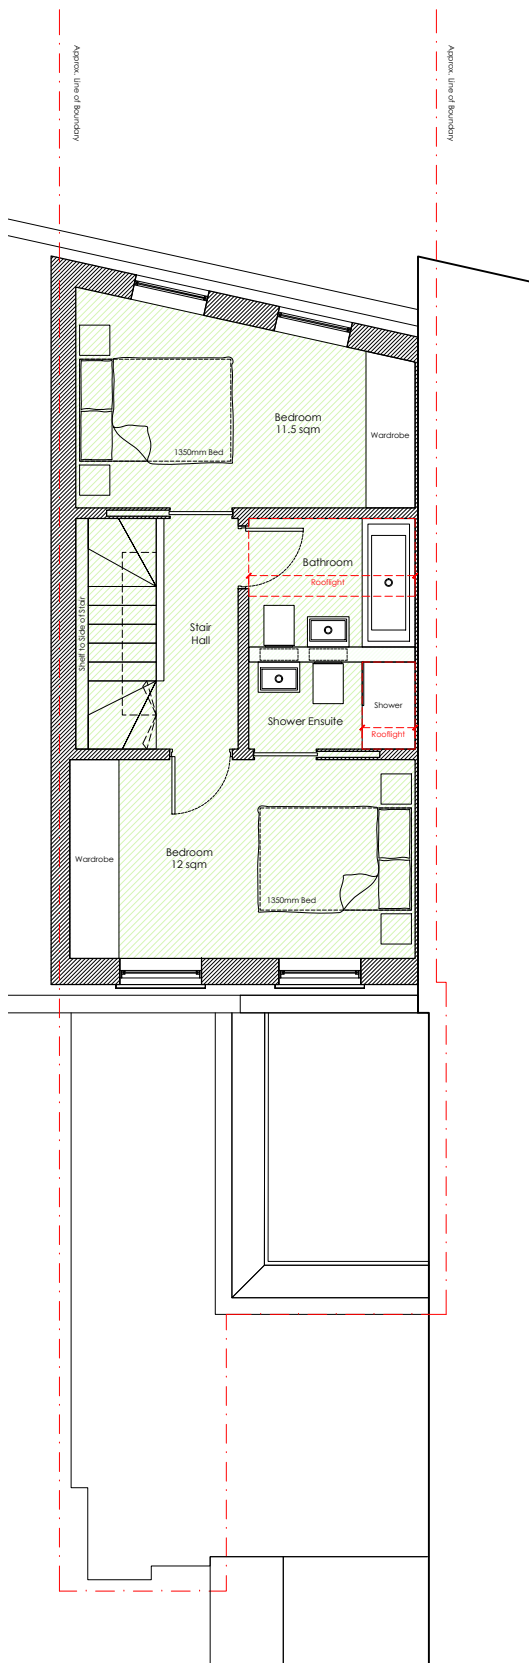 Approx. Line of Boundary
Approx. Line of Boundary
Bedroom
11.5 sqm
Wardrobe
1350mm Bed
Bathroom
Rooflight
Shelf to Side of Stair
Stair
Hall
Shower
Shower Ensuite
Rooflight
Bedroom
12 sqm
Wardrobe
1350mm Bed